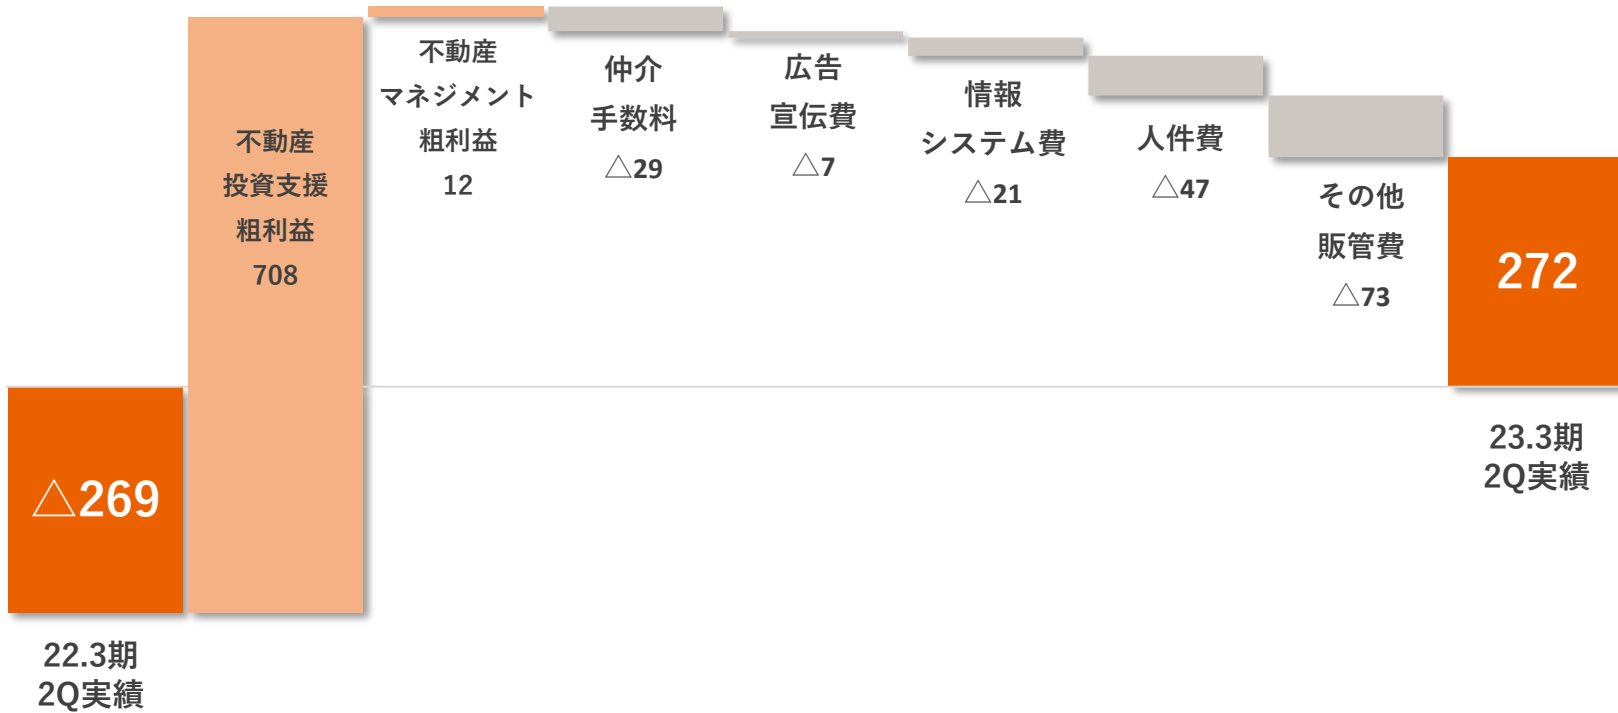 不動産
投資支援
粗利益
708
不動産
マネジメント
粗利益
12
仲介
手数料
△29
広告
宣伝費
△7
情報
システム費
△21
人件費
△47
その他
販管費
△73
272
23.3期
2Q実績
△269
22.3期
2Q実績